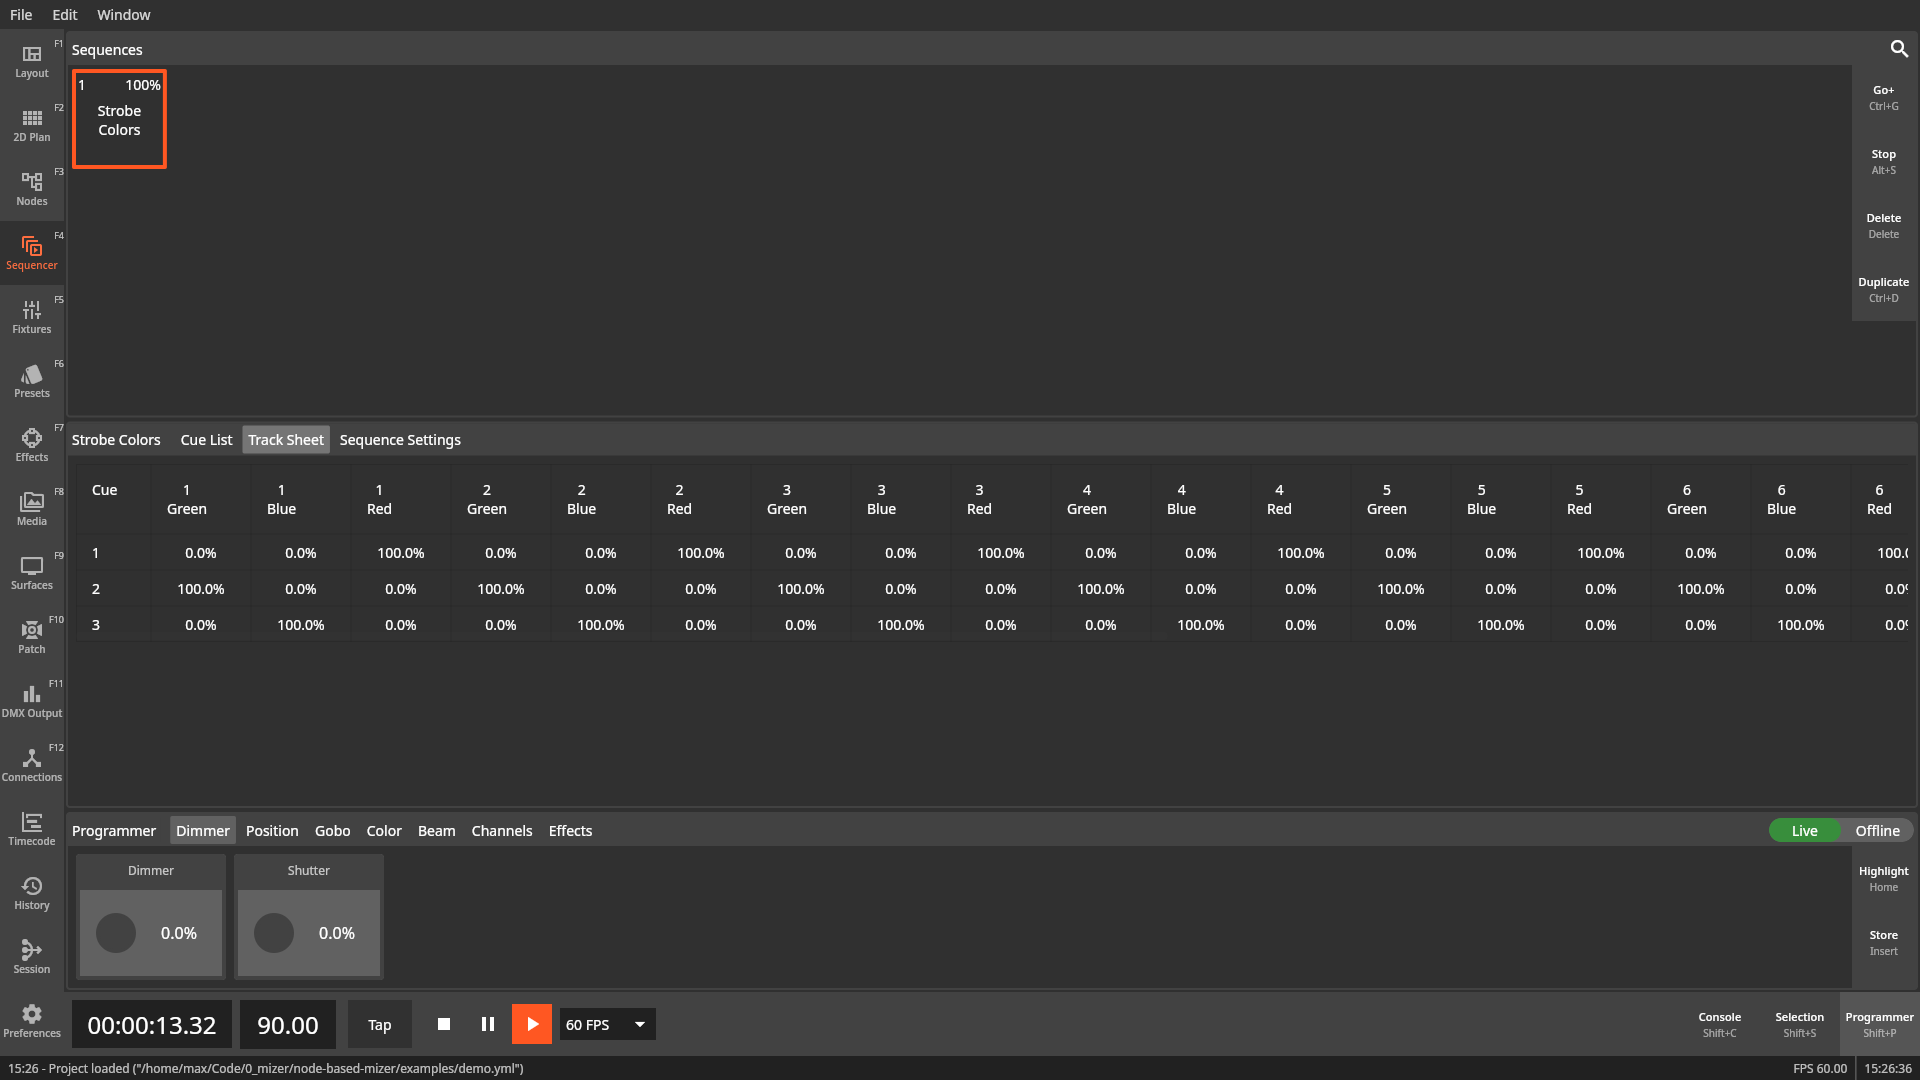 File Edit Window
F1
Layout
F2
2D Plan
F3
Nodes
F4
Sequencer
F5
Fixtures
F6
Presets
F7
Effects
F8
Media
F9
Surfaces
F10
Patch
F11
DMX Output
F12
Connections
Timecode
History
Session
Preferences
Sequences
1 100%
Strobe
Colors
Go+
Ctrl+G
Stop
Alt+S
Delete
Delete
Duplicate
Ctrl+D
Strobe Colors Cue List Track Sheet Sequence Settings
Cue 1 1 1 2 2 2 3 3 3 4 4 4 5 5 5 6 6 6
Green Blue Red Green Blue Red Green Blue Red Green Blue Red Green Blue Red Green Blue Red
1 0.0% 0.0% 100.0% 0.0% 0.0% 100.0% 0.0% 0.0% 100.0% 0.0% 0.0% 100.0% 0.0% 0.0% 100.0% 0.0% 0.0%
2 100.0% 0.0% 0.0% 100.0% 0.0% 0.0% 100.0% 0.0% 0.0% 100.0% 0.0% 0.0% 100.0% 0.0% 0.0% 100.0% 0.0% 0.0%
3 0.0% 100.0% 0.0% 0.0% 100.0% 0.0% 0.0% 100.0% 0.0% 0.0% 100.0% 0.0% 0.0% 100.0% 0.0% 0.0% 100.0% 0.0%
Programmer Dimmer Position Gobo Color Beam Channels Effects
Live Offline
Dimmer
0.0%
Shutter
0.0%
Highlight
Home
Store
Insert
00:00:13.32 90.00 Tap 60 FPS
Console
Shift+C
Selection
Shift+S
Programmer
Shift+P
15:26 - Project loaded ("/home/max/Code/0_mizer/node-based-mizer/examples/demo.yml")
FPS 60.00 15:26:36